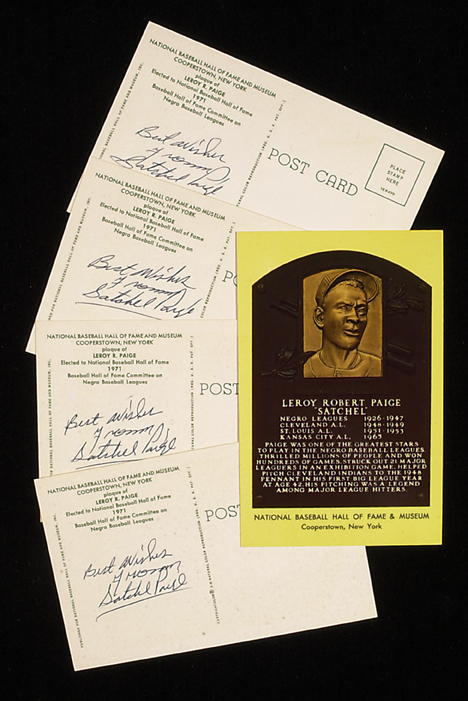 NATIONAL BASEBALL HALL OF FAME AND MUSEUM
COOPERSTOWN, NEW YORK
plaque of
LEROY R. PAIGE
Elected to National Baseball Hall of Fame
1971
Baseball Hall of Fame Committee on
Negro Baseball Leagues
Best Wishes
from
Satchel Paige
POST CARD
PLACE
STAMP
HERE
NATIONAL BASEBALL HALL OF FAME AND MUSEUM
COOPERSTOWN, NEW YORK
plaque of
LEROY R. PAIGE
Elected to National Baseball Hall of Fame
1971
Baseball Hall of Fame Committee on
Negro Baseball Leagues
Best Wishes
from
Satchel Paige
NATIONAL BASEBALL HALL OF FAME AND MUSEUM
COOPERSTOWN, NEW YORK
plaque of
LEROY R. PAIGE
Elected to National Baseball Hall of Fame
1971
Baseball Hall of Fame Committee on
Negro Baseball Leagues
Best Wishes
from
Satchel Paige
POST
NATIONAL BASEBALL HALL OF FAME AND MUSEUM
COOPERSTOWN, NEW YORK
plaque of
LEROY R. PAIGE
Elected to National Baseball Hall of Fame
1971
Baseball Hall of Fame Committee on
Negro Baseball Leagues
Best Wishes
from
Satchel Paige
POS
LEROY ROBERT PAIGE
"SATCHEL"
NEGRO LEAGUES 1926-1947
CLEVELAND A.L. 1948-1949
ST. LOUIS A.L. 1951-1953
KANSAS CITY A.L. 1965
PAIGE WAS ONE OF THE GREATEST STARS
TO PLAY IN THE NEGRO BASEBALL LEAGUES.
THRILLED MILLIONS OF PEOPLE AND WON
HUNDREDS OF GAMES. STRUCK OUT 21 MAJOR
LEAGUERS IN AN EXHIBITION GAME. HELPED
PITCH CLEVELAND INDIANS TO THE 1948
PENNANT IN HIS FIRST BIG LEAGUE YEAR
AT AGE 42. HIS PITCHING WAS A LEGEND
AMONG MAJOR LEAGUE HITTERS.
NATIONAL BASEBALL HALL OF FAME & MUSEUM
Cooperstown, New York